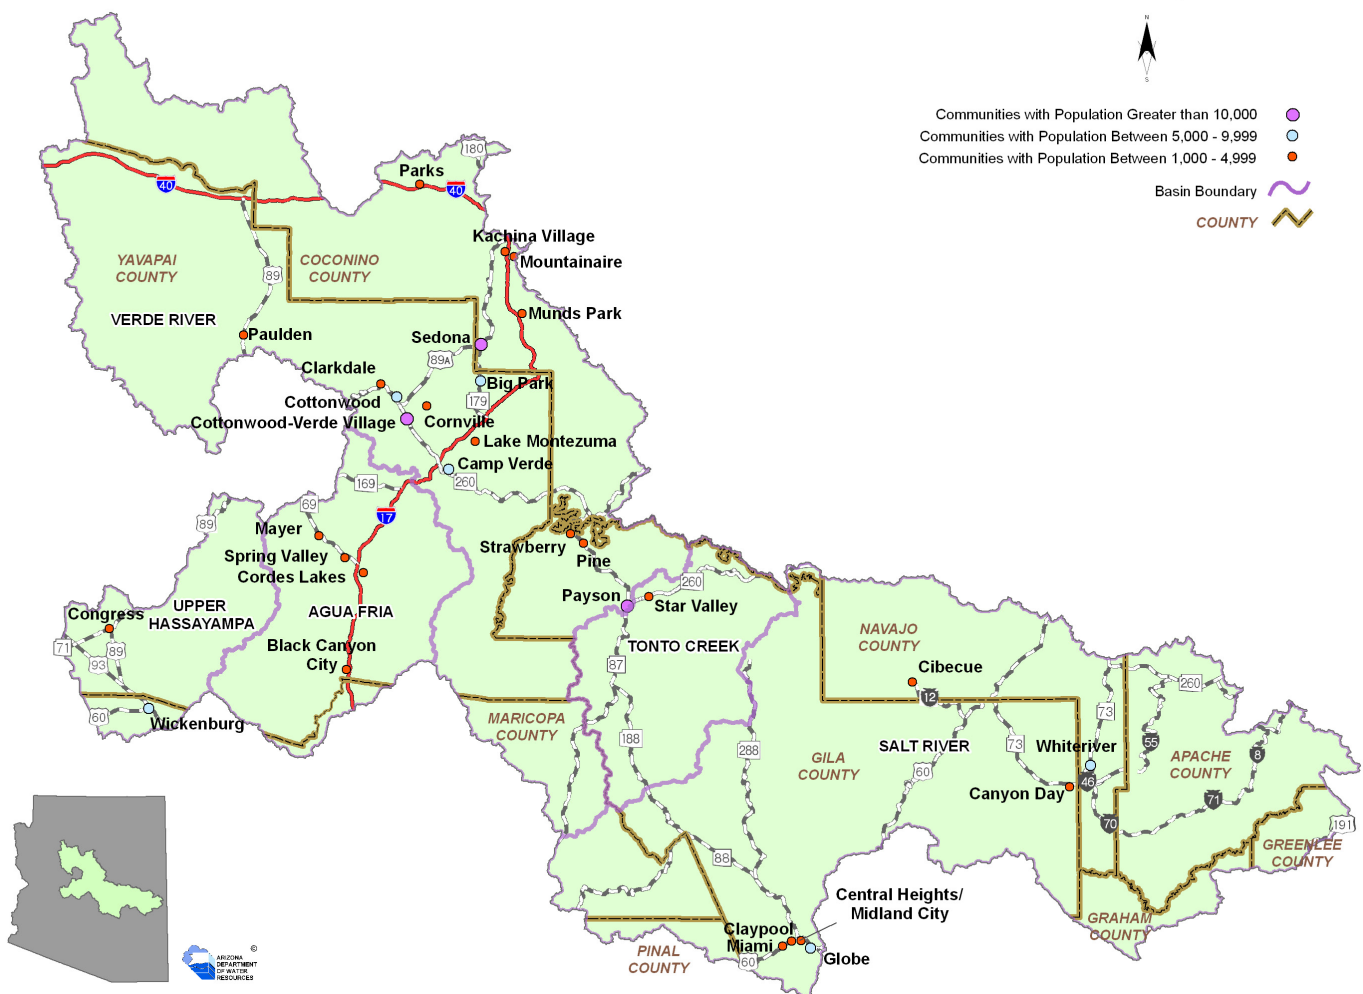 N
S
Communities with Population Greater than 10,000
Communities with Population Between 5,000 - 9,999
Communities with Population Between 1,000 - 4,999
Basin Boundary
COUNTY
180
Parks
40
40
Kachina Village
Mountainaire
YAVAPAI
COUNTY
COCONINO
COUNTY
89
VERDE RIVER
Munds Park
Paulden
Sedona
89A
Clarkdale
Big Park
Cottonwood
179
Cottonwood-Verde Village
Cornville
Lake Montezuma
Camp Verde
169
260
69
17
89
Mayer
Strawberry
Spring Valley
Pine
Cordes Lakes
260
Payson
Star Valley
UPPER
HASSAYAMPA
AGUA FRIA
Congress
TONTO CREEK
NAVAJO
COUNTY
71
89
93
Black Canyon
City
87
Cibecue
260
12
60
Wickenburg
MARICOPA
COUNTY
73
188
288
SALT RIVER
73
Whiteriver
55
8
GILA
COUNTY
APACHE
COUNTY
60
46
Canyon Day
71
70
191
88
GREENLEE
COUNTY
Central Heights/
Midland City
GRAHAM
COUNTY
Claypool
Miami
PINAL
COUNTY
60
Globe
©
ARIZONA
DEPARTMENT
OF WATER
RESOURCES